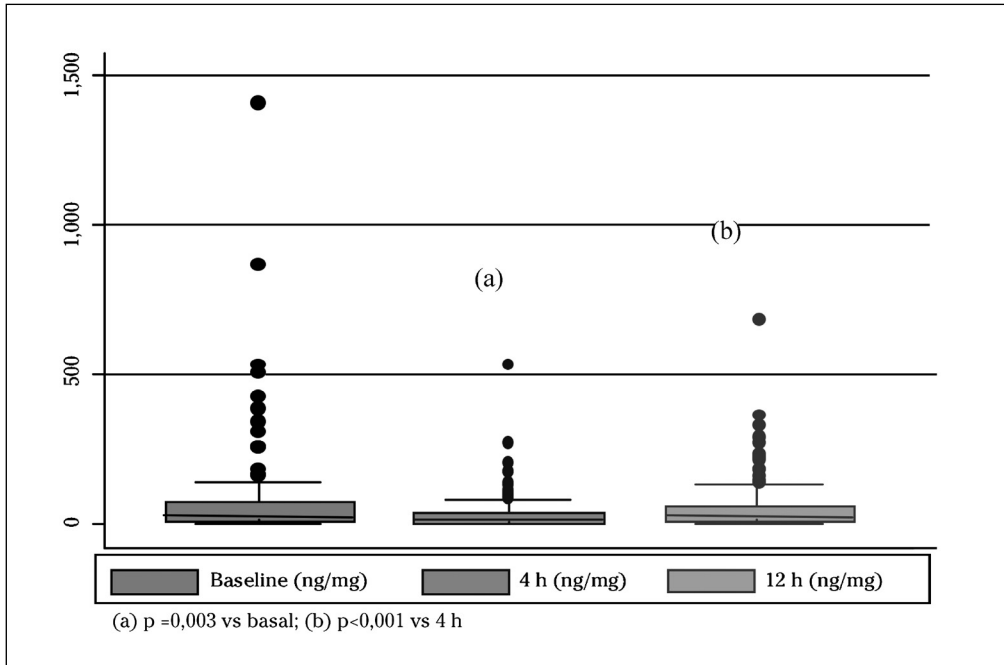 1,500
1,000
(b)
(a)
500
0
Baseline (ng/mg) 4 h (ng/mg) 12 h (ng/mg)
(a) p =0,003 vs basal; (b) p<0,001 vs 4 h